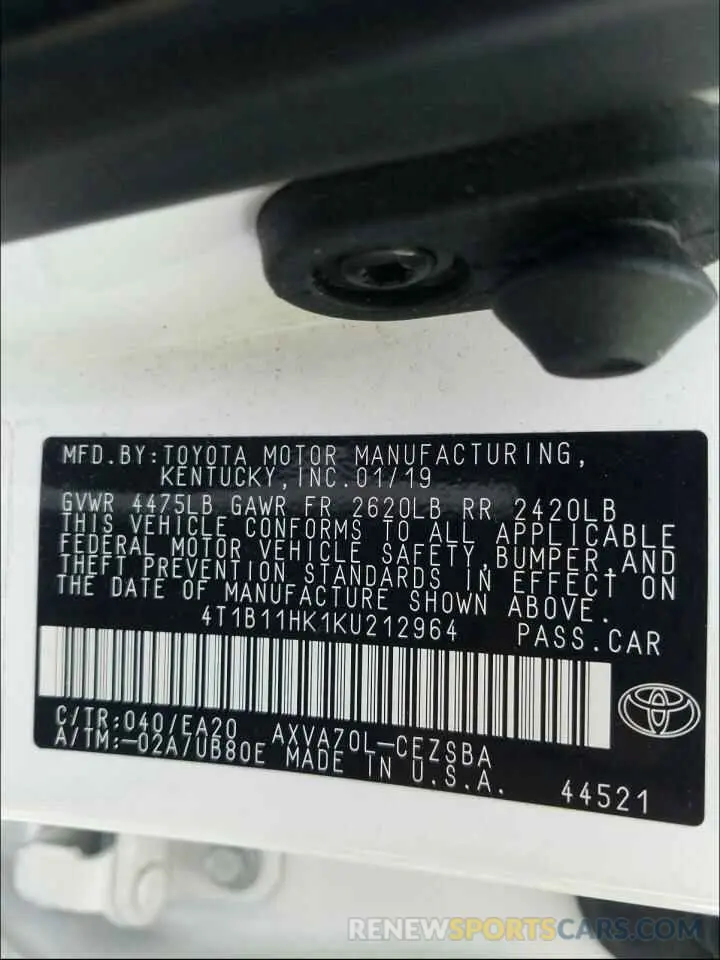 MFD.BY:TOYOTA MOTOR MANUFACTURING,
KENTUCKY,INC.01/19
GVWR 4475LB GAWR FR 2620LB RR 2420LB
THIS VEHICLE CONFORMS TO ALL APPLICABLE
FEDERAL MOTOR VEHICLE SAFETY,BUMPER,AND
THEFT PREVENTION STANDARDS IN EFFECT ON
THE DATE OF MANUFACTURE SHOWN ABOVE.
4T1B11HK1KU212964 PASS.CAR
C/TR:040/EA20 AXVA70L-CEZSBA
A/TM:-02A/UB80E MADE IN U.S.A.
44521
RENEWSPORTSCARS.COM